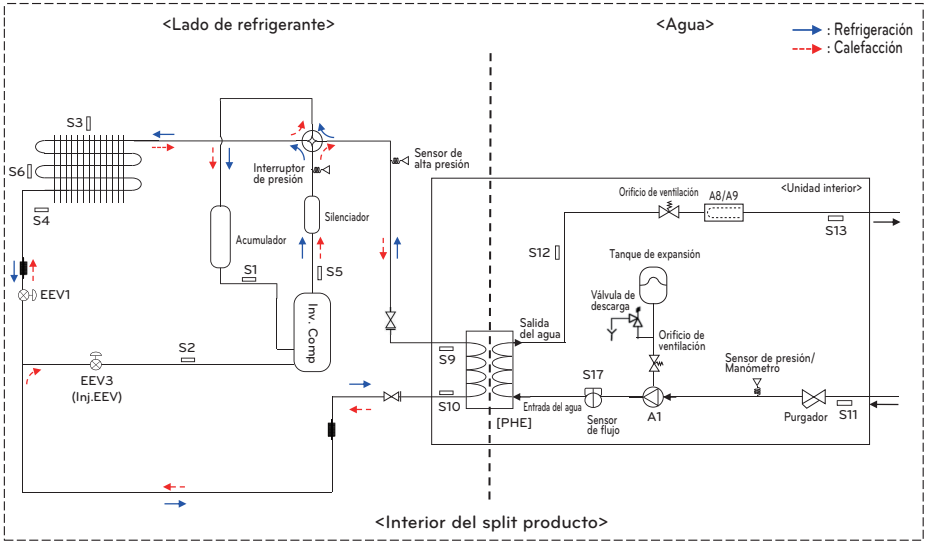 <Lado de refrigerante>
<Agua>
: Refrigeración
: Calefacción
S3
S6
S4
Interruptor
de presión
Sensor de
alta presión
Silenciador
Acumulador
S1
S5
EEV1
Inv. Comp
S2
EEV3
(Inj.EEV)
<Unidad interior>
Orificio de ventilación
A8/A9
S13
S12
Tanque de expansión
Válvula de
descarga
Salida
del agua
Orificio de
ventilación
S9
S10
[PHE]
Entrada del agua
S17
Sensor
de flujo
A1
Sensor de presión/
Manómetro
Purgador
S11
<Interior del split producto>